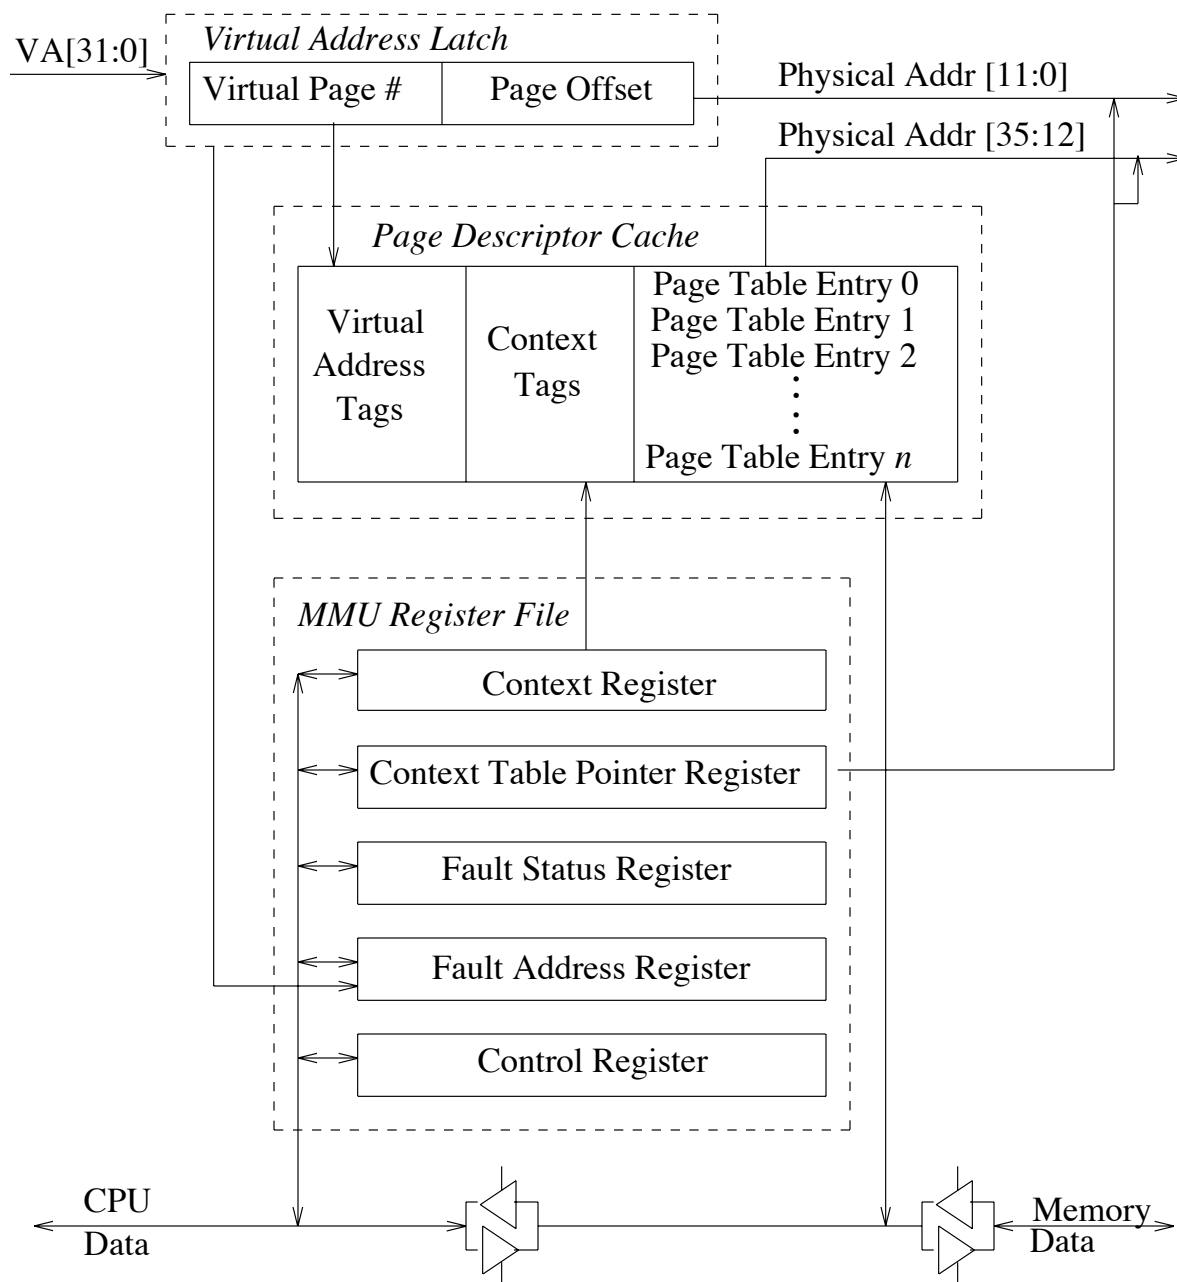 VA[31:0]
Virtual Address Latch
Virtual Page #
Page Offset
Physical Addr [11:0]
Physical Addr [35:12]
Page Descriptor Cache
Virtual
Address
Tags
Context
Tags
Page Table Entry 0
Page Table Entry 1
Page Table Entry 2
Page Table Entry n
MMU Register File
Context Register
Context Table Pointer Register
Fault Status Register
Fault Address Register
Control Register
CPU
Data
Memory
Data